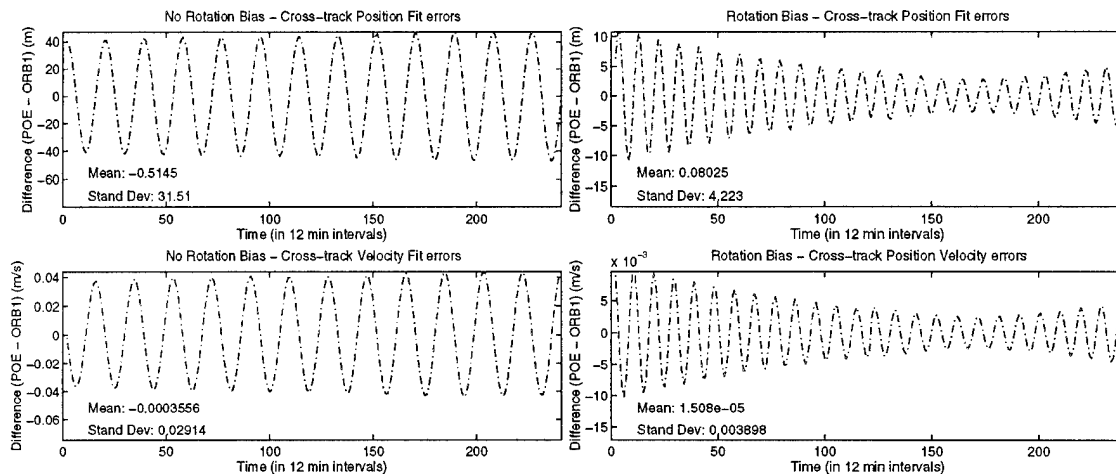 No Rotation Bias – Cross-track Position Fit errors
Difference (POE – ORB1) (m)
40
20
0
−20
−40
−60
−80
Mean: −0.5145
Stand Dev: 31.51
0
50
100
150
200
Time (in 12 min intervals)
Rotation Bias – Cross-track Position Fit errors
Difference (POE – ORB1) (m)
10
5
0
−5
−10
−15
Mean: 0.08025
Stand Dev: 4.223
0
50
100
150
200
Time (in 12 min intervals)
No Rotation Bias – Cross-track Velocity Fit errors
Difference (POE – ORB1) (m/s)
0.04
0.02
0
−0.02
−0.04
−0.06
Mean: −0.0003556
Stand Dev: 0.02914
0
50
100
150
200
Time (in 12 min intervals)
Rotation Bias – Cross-track Position Velocity errors
x 10⁻³
Difference (POE – ORB1) (m/s)
5
0
−5
−10
−15
Mean: 1.508e−05
Stand Dev: 0.003898
0
50
100
150
200
Time (in 12 min intervals)